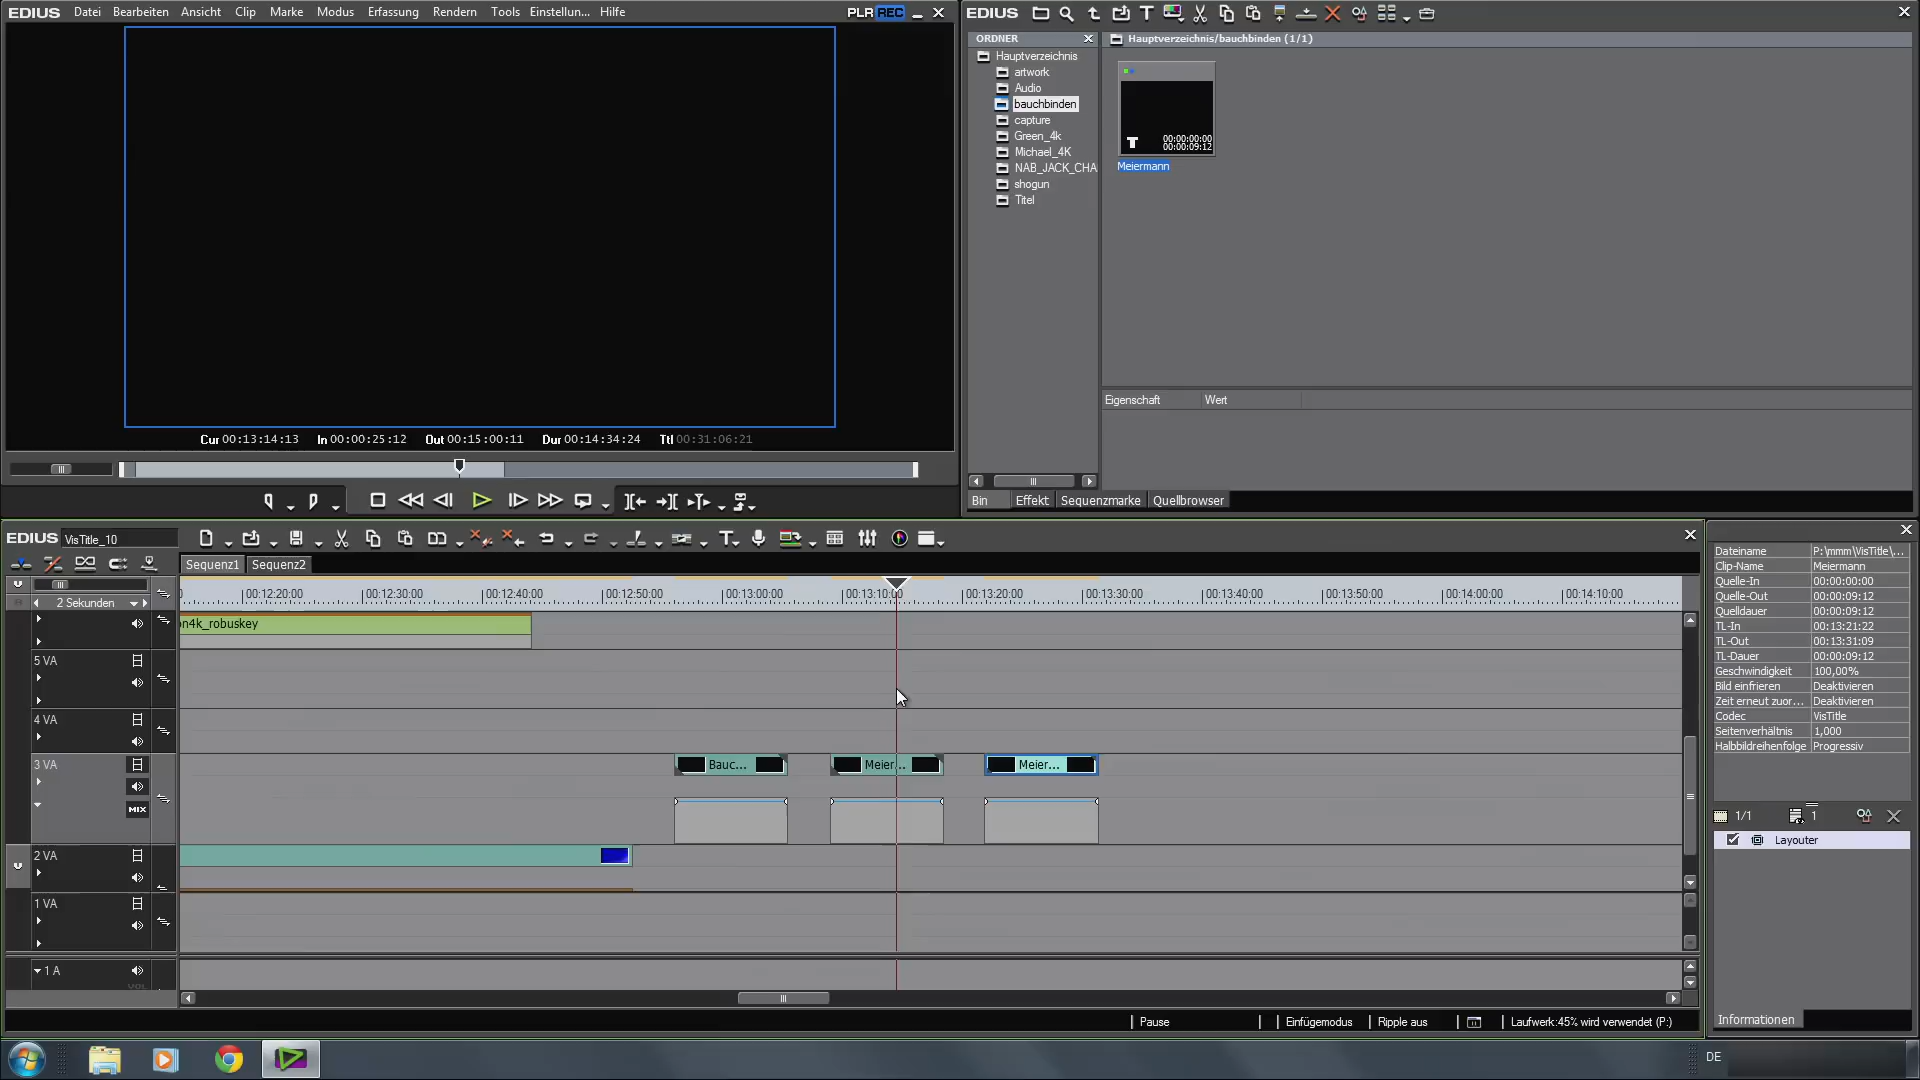 EDIUS Datei Bearbeiten Ansicht Clip Marke Modus Erfassung Rendern Tools Einstellun... Hilfe PLR REC
Cur 00:13:14:13 In 00:00:25:12 Out 00:15:00:11 Dur 00:14:34:24 Ttl 00:31:06:21
EDIUS
ORDNER
Hauptverzeichnis
artwork
Audio
bauchbinden
capture
Green_4k
Michael_4K
NAB_JACK_CHA
shogun
Titel
Hauptverzeichnis/bauchbinden (1/1)
T 00:00:00:00
00:00:09:12
Meiermann
Eigenschaft Wert
Bin Effekt Sequenzmarke Quellbrowser
EDIUS VisTitle_10
Sequenz1 Sequenz2
2 Sekunden
00:12:20:00 00:12:30:00 00:12:40:00 00:12:50:00 00:13:00:00 00:13:10:00 00:13:20:00 00:13:30:00 00:13:40:00 00:13:50:00 00:14:00:00 00:14:10:00
n4k_robuskey
5 VA
4 VA
3 VA Bauc... Meier... Meier...
MIX
2 VA
1 VA
1 A
Pause Einfügemodus Ripple aus Laufwerk:45% wird verwendet (P:)
Dateiname P:\mmm\VisTitle\...
Clip-Name Meiermann
Quelle-In 00:00:00:00
Quelle-Out 00:00:09:12
Quelldauer 00:00:09:12
TL-In 00:13:21:22
TL-Out 00:13:31:09
TL-Dauer 00:00:09:12
Geschwindigkeit 100,00%
Bild einfrieren Deaktivieren
Zeit erneut zuor... Deaktivieren
Codec VisTitle
Seitenverhältnis 1,000
Halbbildreihenfolge Progressiv
1/1 1
Layouter
Informationen
DE